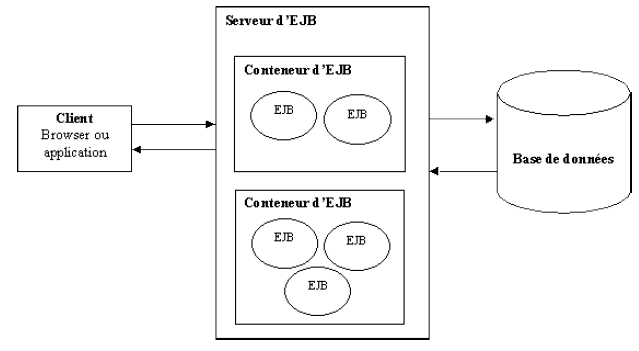 Serveur d'EJB
Conteneur d'EJB
EJB
EJB
Client
Browser ou
application
Base de données
Conteneur d'EJB
EJB
EJB
EJB